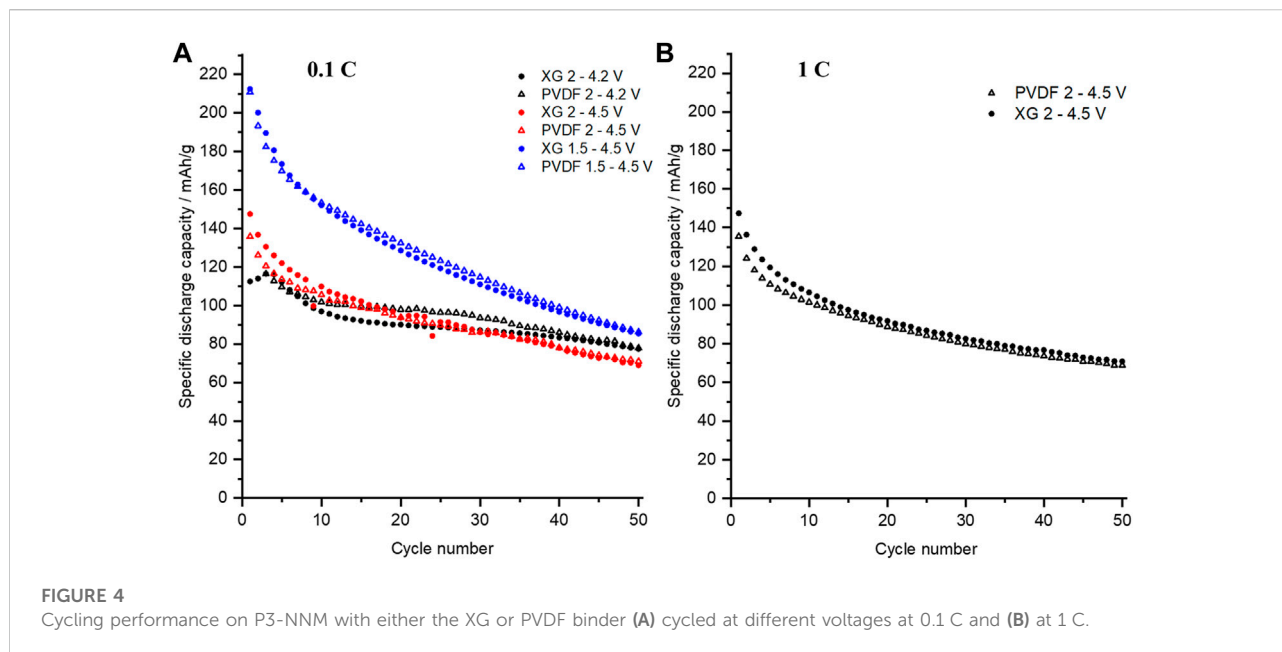 A
0.1 C
XG 2 - 4.2 V
PVDF 2 - 4.2 V
XG 2 - 4.5 V
PVDF 2 - 4.5 V
XG 1.5 - 4.5 V
PVDF 1.5 - 4.5 V
220
200
180
160
140
120
100
80
60
40
20
0
Specific discharge capacity / mAh/g
0 10 20 30 40 50
Cycle number
B
1 C
PVDF 2 - 4.5 V
XG 2 - 4.5 V
220
200
180
160
140
120
100
80
60
40
20
0
Specific discharge capacity / mAh/g
0 10 20 30 40 50
Cycle number
FIGURE 4
Cycling performance on P3-NNM with either the XG or PVDF binder (A) cycled at different voltages at 0.1 C and (B) at 1 C.